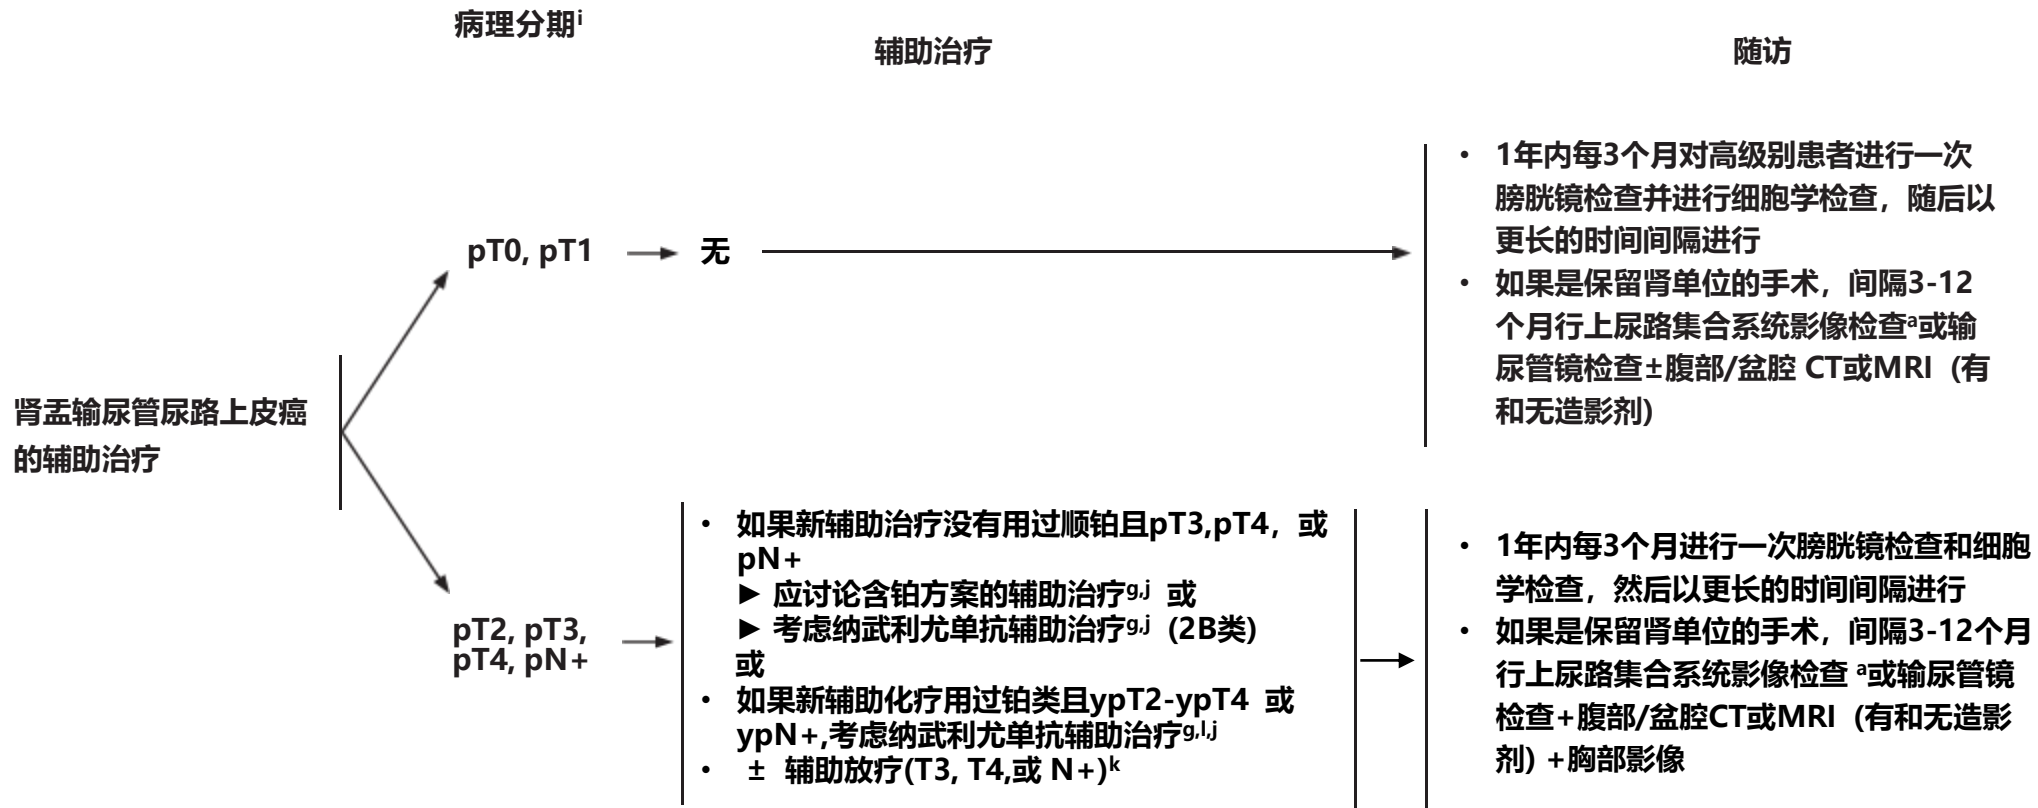 病理分期i
辅助治疗
随访
肾盂输尿管尿路上皮癌
的辅助治疗
pT0, pT1
无
• 1年内每3个月对高级别患者进行一次
膀胱镜检查并进行细胞学检查，随后以
更长的时间间隔进行
• 如果是保留肾单位的手术，间隔3-12
个月行上尿路集合系统影像检查a或输
尿管镜检查±腹部/盆腔 CT或MRI（有
和无造影剂)
pT2, pT3,
pT4, pN+
• 如果新辅助治疗没有用过顺铂且pT3,pT4，或
pN+
► 应讨论含铂方案的辅助治疗g,j 或
► 考虑纳武利尤单抗辅助治疗g,j（2B类)
或
• 如果新辅助化疗用过铂类且ypT2-ypT4 或
ypN+,考虑纳武利尤单抗辅助治疗g,l,j
• ± 辅助放疗(T3, T4,或 N+)k
• 1年内每3个月进行一次膀胱镜检查和细胞
学检查，然后以更长的时间间隔进行
• 如果是保留肾单位的手术，间隔3-12个月
行上尿路集合系统影像检查 a或输尿管镜
检查+腹部/盆腔CT或MRI（有和无造影
剂) +胸部影像